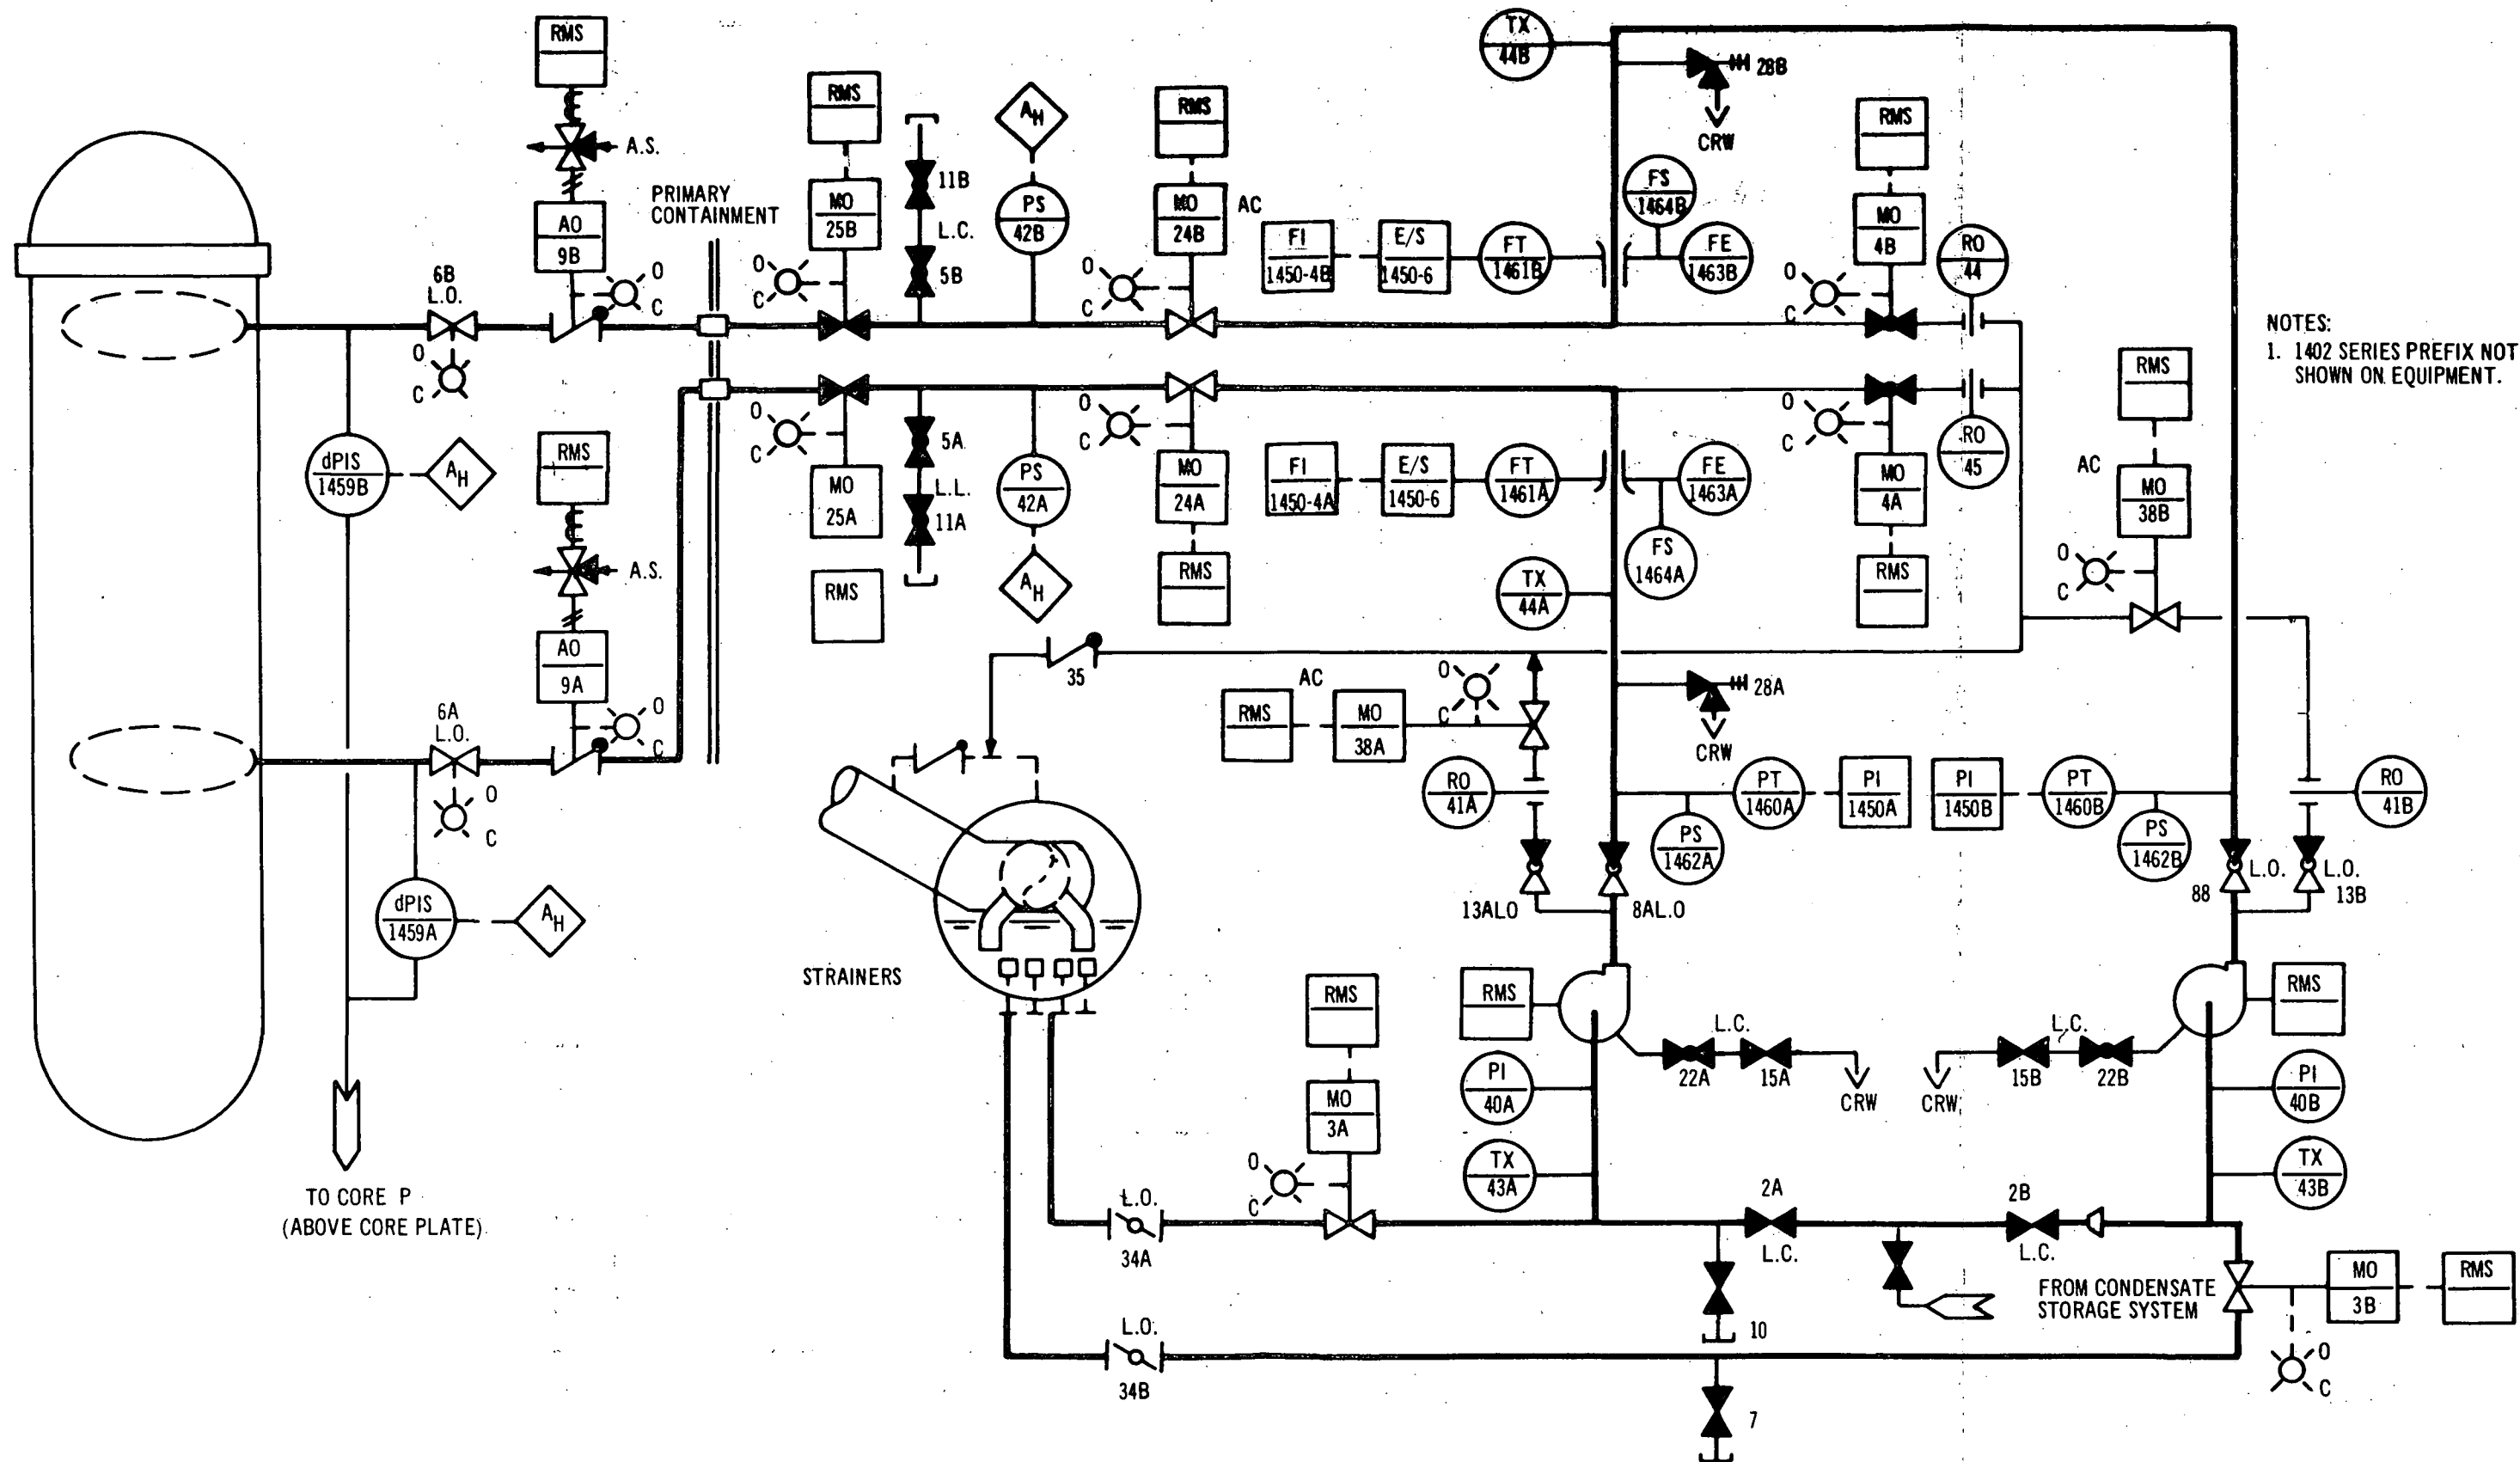 RMS
A.S.
AO
9B
O
C
6B
L.O.
O
C
PRIMARY
CONTAINMENT
RMS
MO
25B
O
C
11B
L.C.
5B
AH
PS
42B
RMS
MO
24B
AC
O
C
TX
44B
28B
CRW
FS
1464B
FI
1450-4B
E/S
1450-6
FT
1461B
FE
1463B
RMS
MO
4B
O
C
RO
44
NOTES:
1. 1402 SERIES PREFIX NOT
SHOWN ON EQUIPMENT.
dPIS
1459B
AH
RMS
A.S.
AO
9A
O
C
6A
L.O.
O
C
O
C
MO
25A
RMS
5A
L.L.
11A
PS
42A
AH
O
C
MO
24A
RMS
FI
1450-4A
E/S
1450-6
FT
1461A
FE
1463A
FS
1464A
TX
44A
O
C
MO
4A
RMS
RO
45
RMS
AC
MO
38B
O
C
35
AC
RMS
MO
38A
O
C
28A
CRW
RO
41A
PT
1460A
PI
1450A
PS
1462A
PI
1450B
PT
1460B
PS
1462B
RO
41B
13ALO
8AL.O
88
L.O.
L.O.
13B
dPIS
1459A
AH
STRAINERS
RMS
MO
3A
O
C
RMS
L.C.
22A
15A
CRW
PI
40A
TX
43A
RMS
L.C.
15B
22B
CRW
PI
40B
TX
43B
TO CORE P
(ABOVE CORE PLATE)
L.O.
34A
2A
L.C.
2B
L.C.
FROM CONDENSATE
STORAGE SYSTEM
MO
3B
RMS
O
C
10
L.O.
34B
7